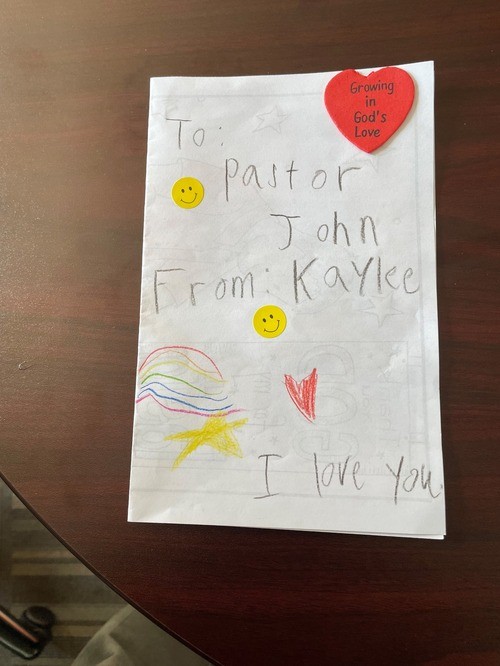 Growing
in
God's
Love
To:
Pastor
John
From: Kaylee
I love you